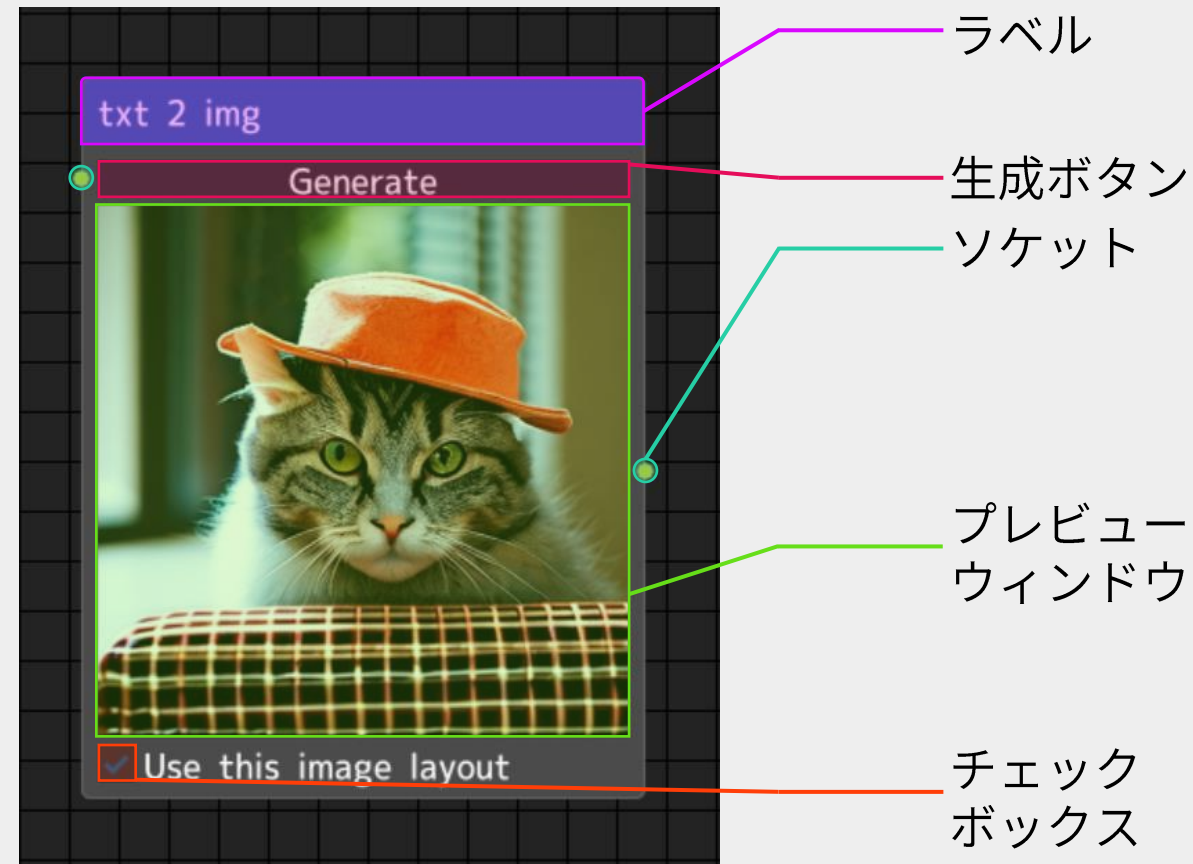 ラベル
txt 2 img
生成ボタン
Generate
ソケット
プレビュー
ウィンドウ
チェック
ボックス
Use this image layout